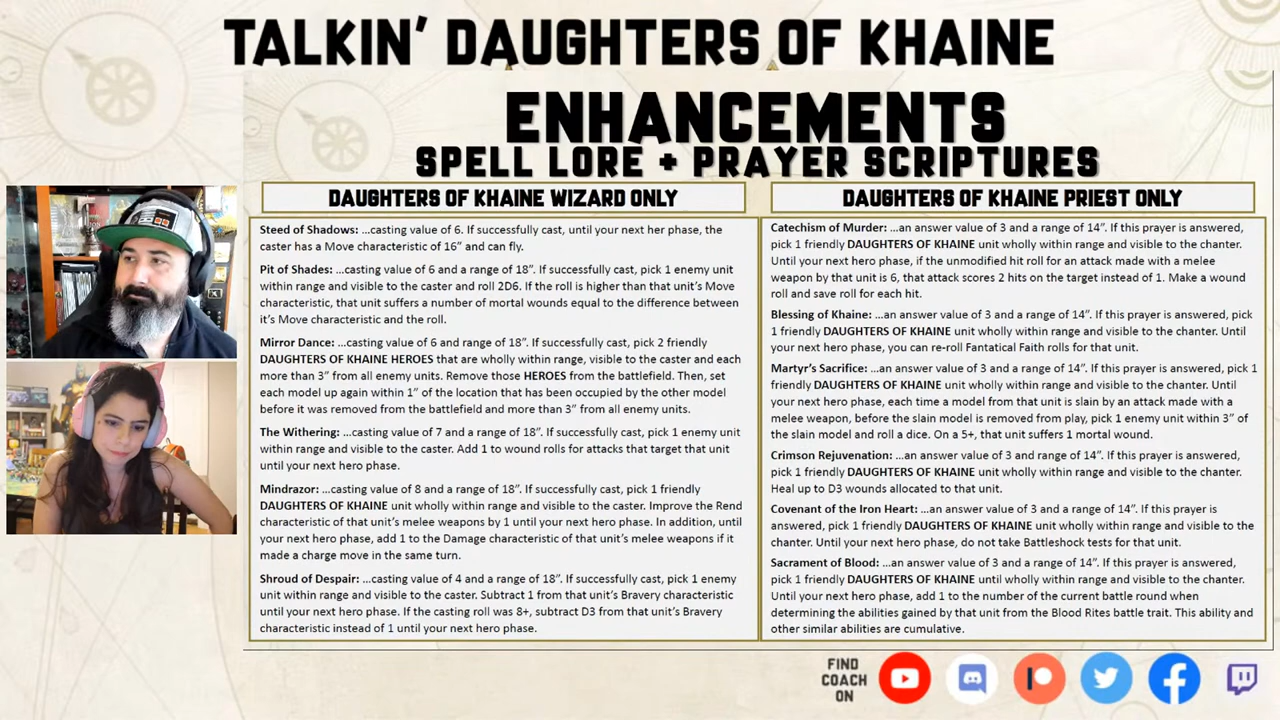 TALKIN' DAUGHTERS OF KHAINE
ENHANCEMENTS
SPELL LORE + PRAYER SCRIPTURES
DAUGHTERS OF KHAINE WIZARD ONLY
Steed of Shadows: ...casting value of 6. If successfully cast, until your next her phase, the
caster has a Move characteristic of 16” and can fly.
Pit of Shades: ...casting value of 6 and a range of 18”. If successfully cast, pick 1 enemy unit
within range and visible to the caster and roll 2D6. If the roll is higher than that unit’s Move
characteristic, that unit suffers a number of mortal wounds equal to the difference between
it’s Move characteristic and the roll.
Mirror Dance: ...casting value of 6 and range of 18”. If successfully cast, pick 2 friendly
DAUGHTERS OF KHAINE HEROES that are wholly within range, visible to the caster and each
more than 3” from all enemy units. Remove those HEROES from the battlefield. Then, set
each model up again within 1” of the location that has been occupied by the other model
before it was removed from the battlefield and more than 3” from all enemy units.
The Withering: ...casting value of 7 and a range of 18”. If successfully cast, pick 1 enemy unit
within range and visible to the caster. Add 1 to wound rolls for attacks that target that unit
until your next hero phase.
Mindrazor: ...casting value of 8 and a range of 18”. If successfully cast, pick 1 friendly
DAUGHTERS OF KHAINE unit wholly within range and visible to the caster. Improve the Rend
characteristic of that unit’s melee weapons by 1 until your next hero phase. In addition, until
your next hero phase, add 1 to the Damage characteristic of that unit’s melee weapons if it
made a charge move in the same turn.
Shroud of Despair: ...casting value of 4 and a range of 18”. If successfully cast, pick 1 enemy
unit within range and visible to the caster. Subtract 1 from that unit’s Bravery characteristic
until your next hero phase. If the casting roll was 8+, subtract D3 from that unit’s Bravery
characteristic instead of 1 until your next hero phase.
DAUGHTERS OF KHAINE PRIEST ONLY
Catechism of Murder: ...an answer value of 3 and a range of 14”. If this prayer is answered,
pick 1 friendly DAUGHTERS OF KHAINE unit wholly within range and visible to the chanter.
Until your next hero phase, if the unmodified hit roll for an attack made with a melee
weapon by that unit is 6, that attack scores 2 hits on the target instead of 1. Make a wound
roll and save roll for each hit.
Blessing of Khaine: ...an answer value of 3 and a range of 14”. If this prayer is answered, pick
1 friendly DAUGHTERS OF KHAINE unit wholly within range and visible to the chanter. Until
your next hero phase, you can re-roll Fantatical Faith rolls for that unit.
Martyr’s Sacrifice: ...an answer value of 3 and a range of 14”. If this prayer is answered, pick 1
friendly DAUGHTERS OF KHAINE unit wholly within range and visible to the chanter. Until
your next hero phase, each time a model from that unit is slain by an attack made with a
melee weapon, before the slain model is removed from play, pick 1 enemy unit within 3” of
the slain model and roll a dice. On a 5+, that unit suffers 1 mortal wound.
Crimson Rejuvenation: ...an answer value of 3 and range of 14”. If this prayer is answered,
pick 1 friendly DAUGHTERS OF KHAINE unit wholly within range and visible to the chanter.
Heal up to D3 wounds allocated to that unit.
Covenant of the Iron Heart: ...an answer value of 3 and a range of 14”. If this prayer is
answered, pick 1 friendly DAUGHTERS OF KHAINE unit wholly within range and visible to the
chanter. Until your next hero phase, do not take Battleshock tests for that unit.
Sacrament of Blood: ...an answer value of 3 and a range of 14”. If this prayer is answered,
pick 1 friendly DAUGHTERS OF KHAINE until wholly within range and visible to the chanter.
Until your next hero phase, add 1 to the number of the current battle round when
determining the abilities gained by that unit from the Blood Rites battle trait. This ability and
other similar abilities are cumulative.
FIND
COACH
ON